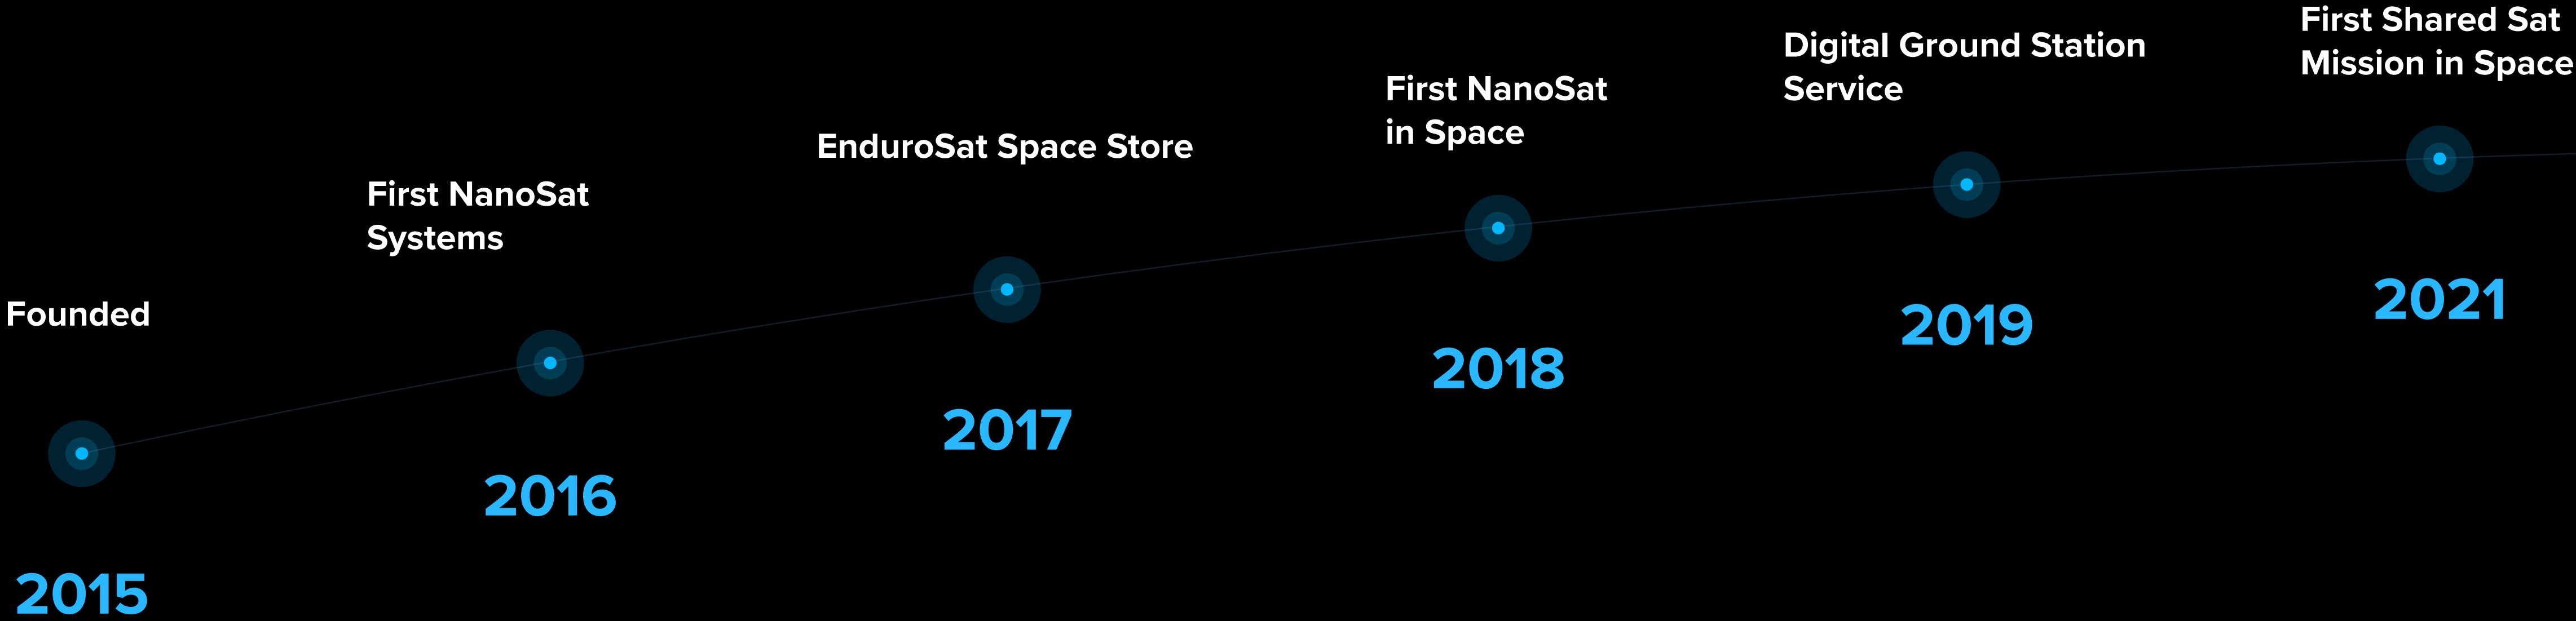 Founded
2015
First NanoSat
Systems
2016
EnduroSat Space Store
2017
First NanoSat
in Space
2018
Digital Ground Station
Service
2019
First Shared Sat
Mission in Space
2021